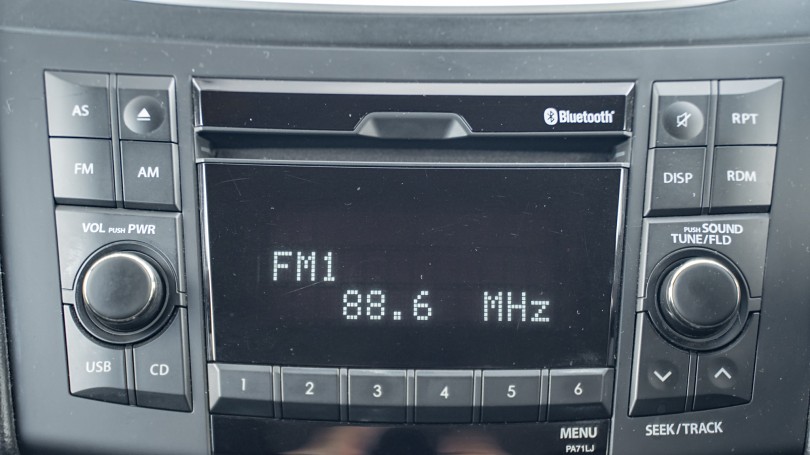 AS
Bluetooth
RPT
FM
AM
DISP
RDM
VOL PUSH PWR
PUSH SOUND
TUNE/FLD
FM1
88.6 MHz
USB
CD
1 2 3 4 5 6
MENU
PA71LJ
SEEK/TRACK